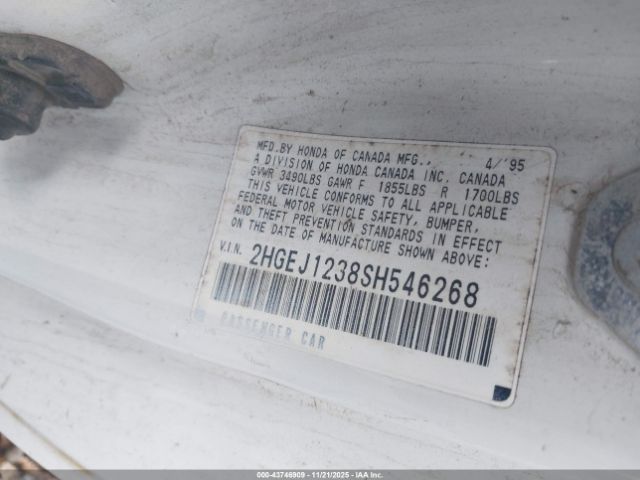 MFD.BY HONDA OF CANADA MFG., 4/'95
A DIVISION OF HONDA CANADA INC. CANADA
GVWR 3490LBS GAWR F 1855LBS R 1700LBS
THIS VEHICLE CONFORMS TO ALL APPLICABLE
FEDERAL MOTOR VEHICLE SAFETY, BUMPER,
AND THEFT PREVENTION STANDARDS IN EFFECT
ON THE DATE OF MANUFACTURE SHOWN ABOVE:
V.I.N. 2HGEJ1238SH546268
PASSENGER CAR
000-43746909 - 11/21/2025 - IAAI.COM